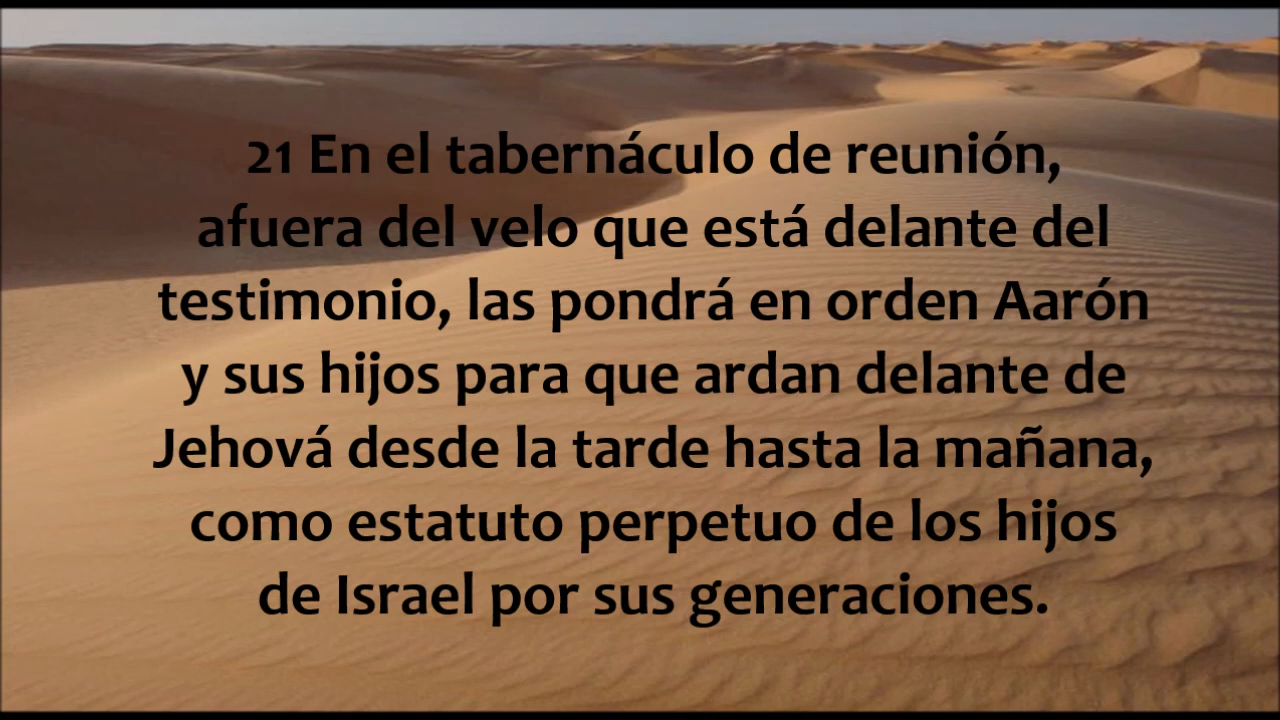 21 En el tabernáculo de reunión,
afuera del velo que está delante del
testimonio, las pondrá en orden Aarón
y sus hijos para que ardan delante de
Jehová desde la tarde hasta la mañana,
como estatuto perpetuo de los hijos
de Israel por sus generaciones.